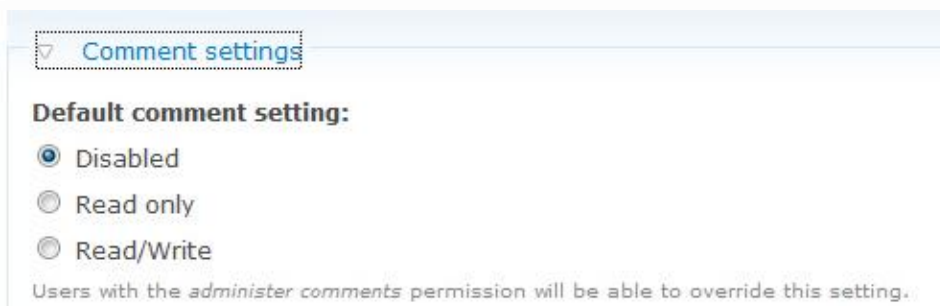 Comment settings
Default comment setting:
Disabled
Read only
Read/Write
Users with the administer comments permission will be able to override this setting.